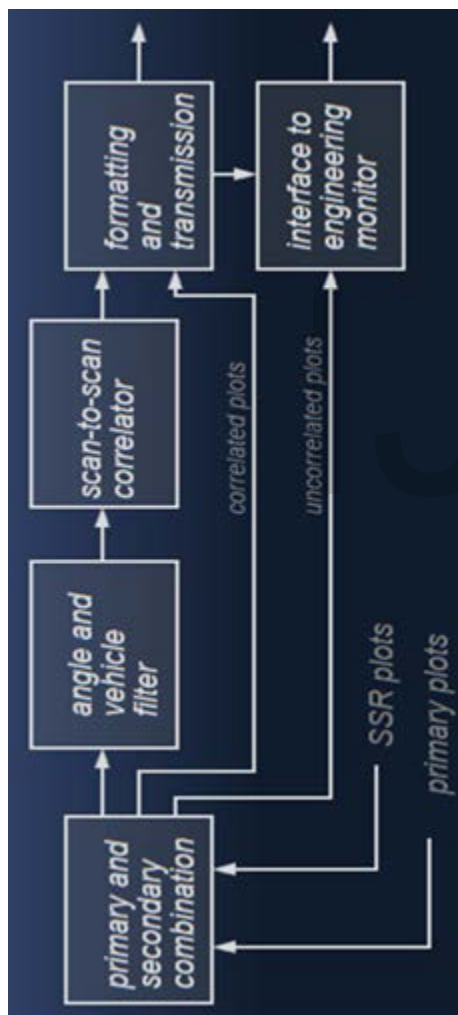 primary and
secondary
combination
angle and
vehicle
filter
scan-to-scan
correlator
formatting
and
transmission
interface to
engineering
monitor
correlated plots
uncorrelated plots
SSR plots
primary plots